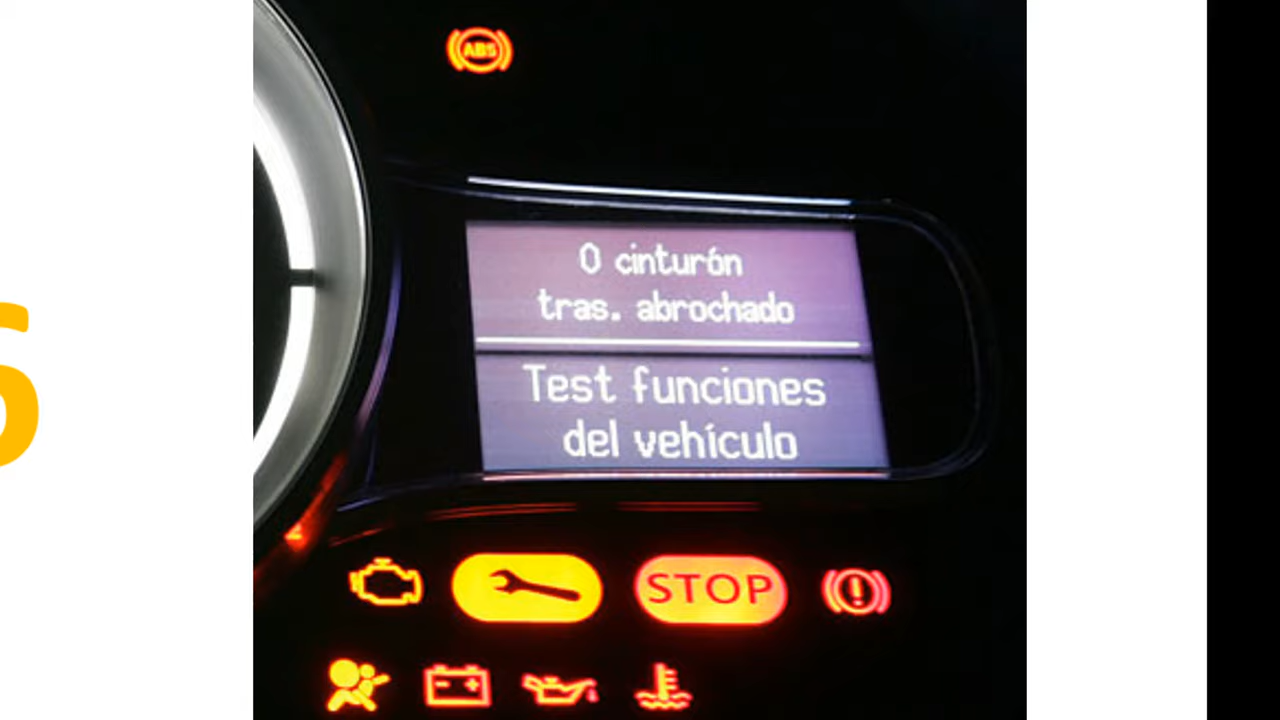 ABS
0 cinturón
tras. abrochado
Test funciones
del vehículo
STOP